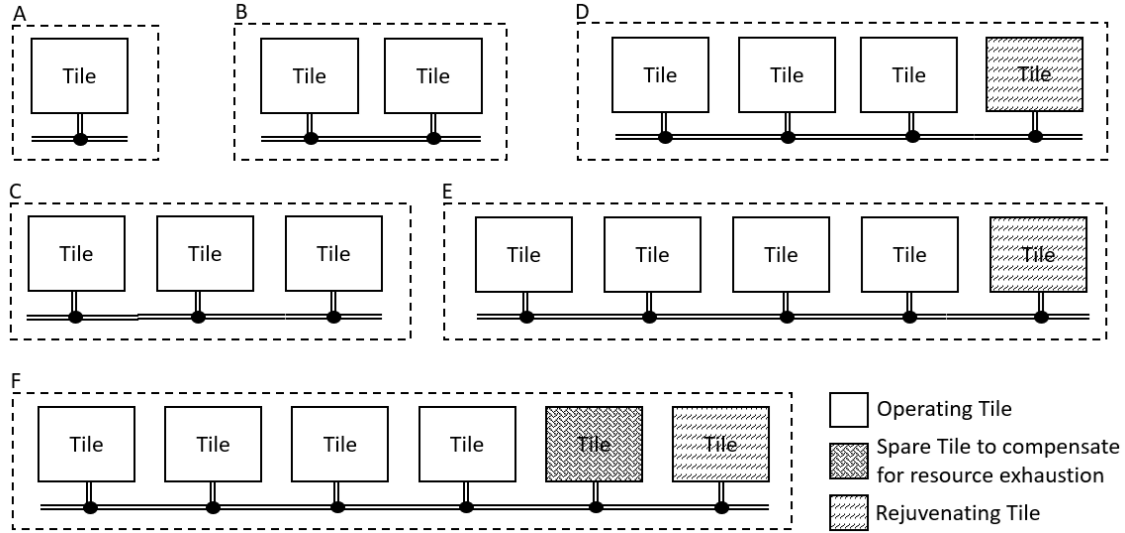 A
B
D
Tile
Tile
Tile
Tile
Tile
Tile
Tile
C
E
Tile
Tile
Tile
Tile
Tile
Tile
Tile
Tile
F
Tile
Tile
Tile
Tile
Tile
Tile
Operating Tile
Spare Tile to compensate
for resource exhaustion
Rejuvenating Tile